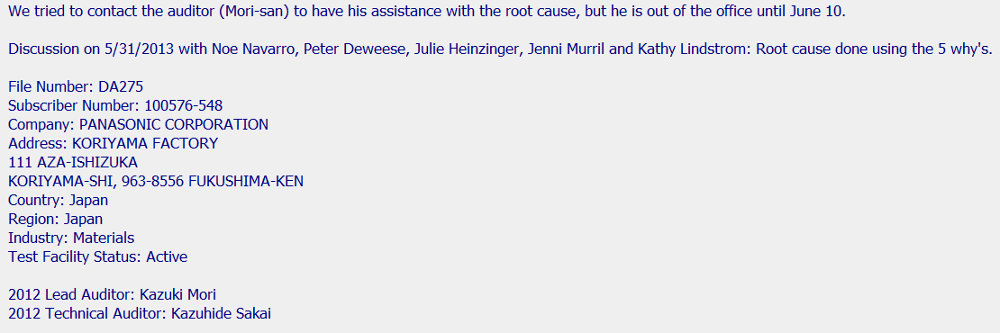 We tried to contact the auditor (Mori-san) to have his assistance with the root cause, but he is out of the office until June 10.
Discussion on 5/31/2013 with Noe Navarro, Peter Deweese, Julie Heinzinger, Jenni Murril and Kathy Lindstrom: Root cause done using the 5 why's.
File Number: DA275
Subscriber Number: 100576-548
Company: PANASONIC CORPORATION
Address: KORIYAMA FACTORY
111 AZA-ISHIZUKA
KORIYAMA-SHI, 963-8556 FUKUSHIMA-KEN
Country: Japan
Region: Japan
Industry: Materials
Test Facility Status: Active
2012 Lead Auditor: Kazuki Mori
2012 Technical Auditor: Kazuhide Sakai